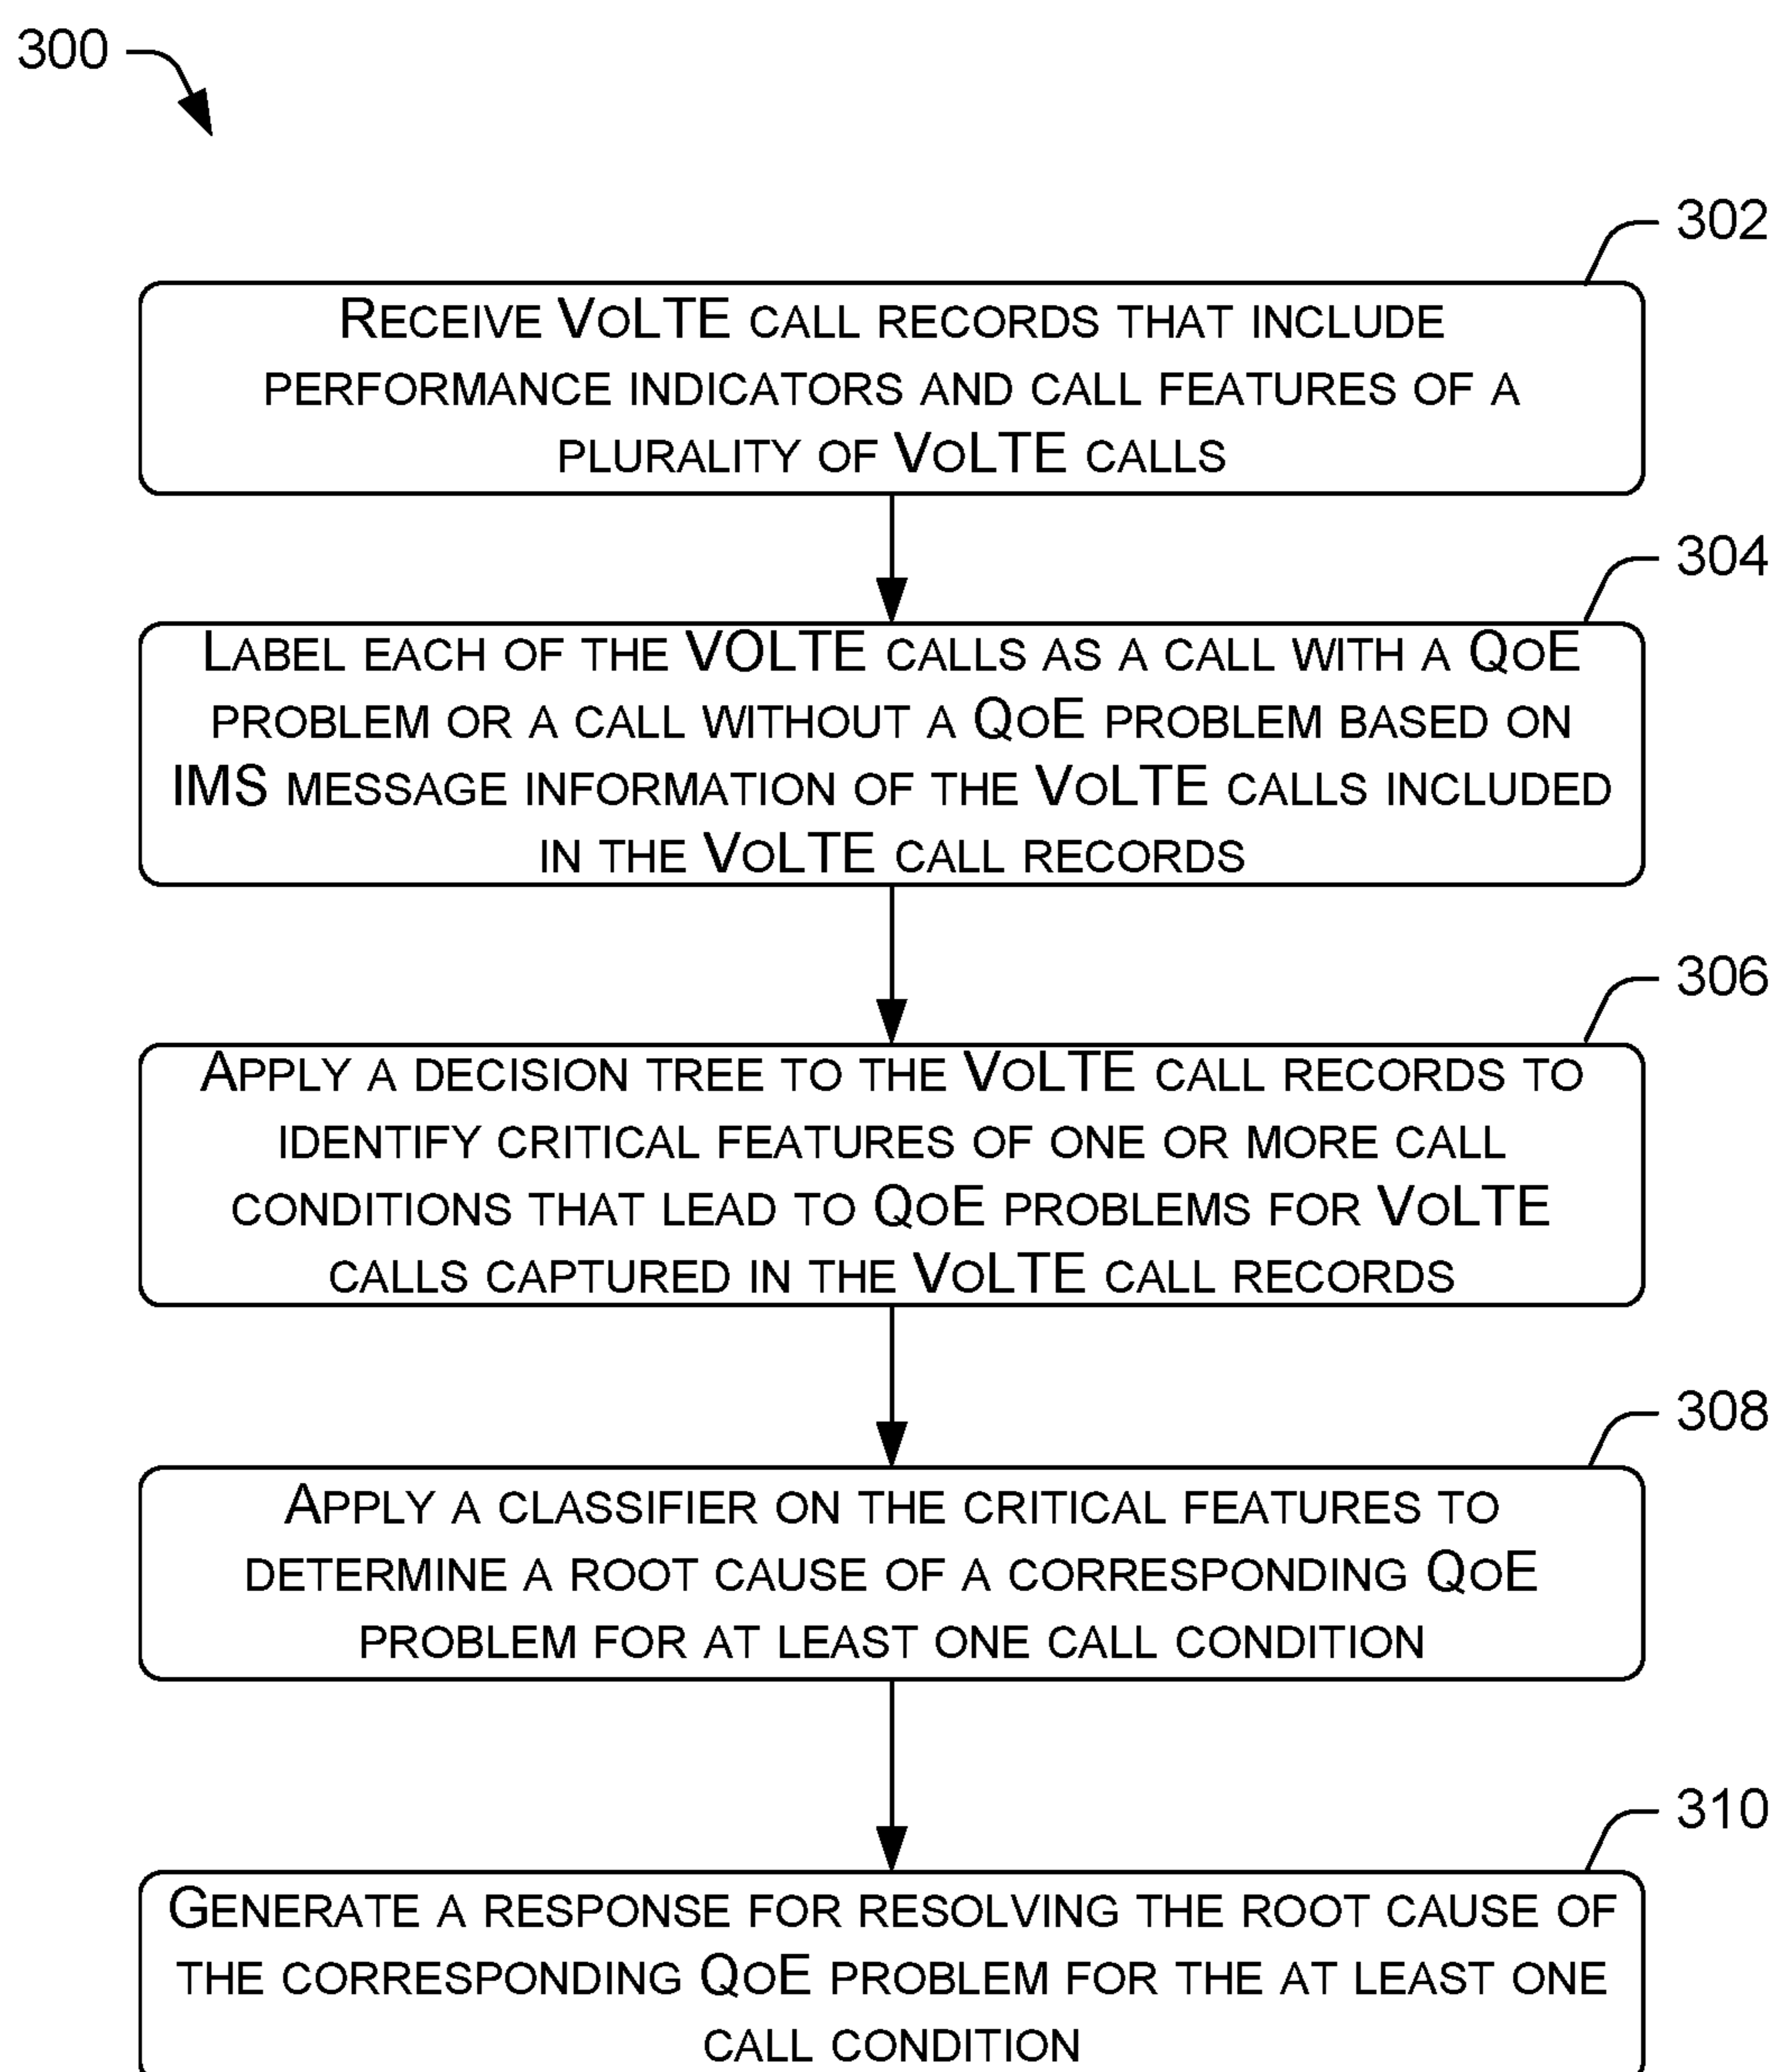 300
302
RECEIVE VOLTE CALL RECORDS THAT INCLUDE
PERFORMANCE INDICATORS AND CALL FEATURES OF A
PLURALITY OF VOLTE CALLS
304
LABEL EACH OF THE VOLTE CALLS AS A CALL WITH A QOE
PROBLEM OR A CALL WITHOUT A QOE PROBLEM BASED ON
IMS MESSAGE INFORMATION OF THE VOLTE CALLS INCLUDED
IN THE VOLTE CALL RECORDS
306
APPLY A DECISION TREE TO THE VOLTE CALL RECORDS TO
IDENTIFY CRITICAL FEATURES OF ONE OR MORE CALL
CONDITIONS THAT LEAD TO QOE PROBLEMS FOR VOLTE
CALLS CAPTURED IN THE VOLTE CALL RECORDS
308
APPLY A CLASSIFIER ON THE CRITICAL FEATURES TO
DETERMINE A ROOT CAUSE OF A CORRESPONDING QOE
PROBLEM FOR AT LEAST ONE CALL CONDITION
310
GENERATE A RESPONSE FOR RESOLVING THE ROOT CAUSE OF
THE CORRESPONDING QOE PROBLEM FOR THE AT LEAST ONE
CALL CONDITION